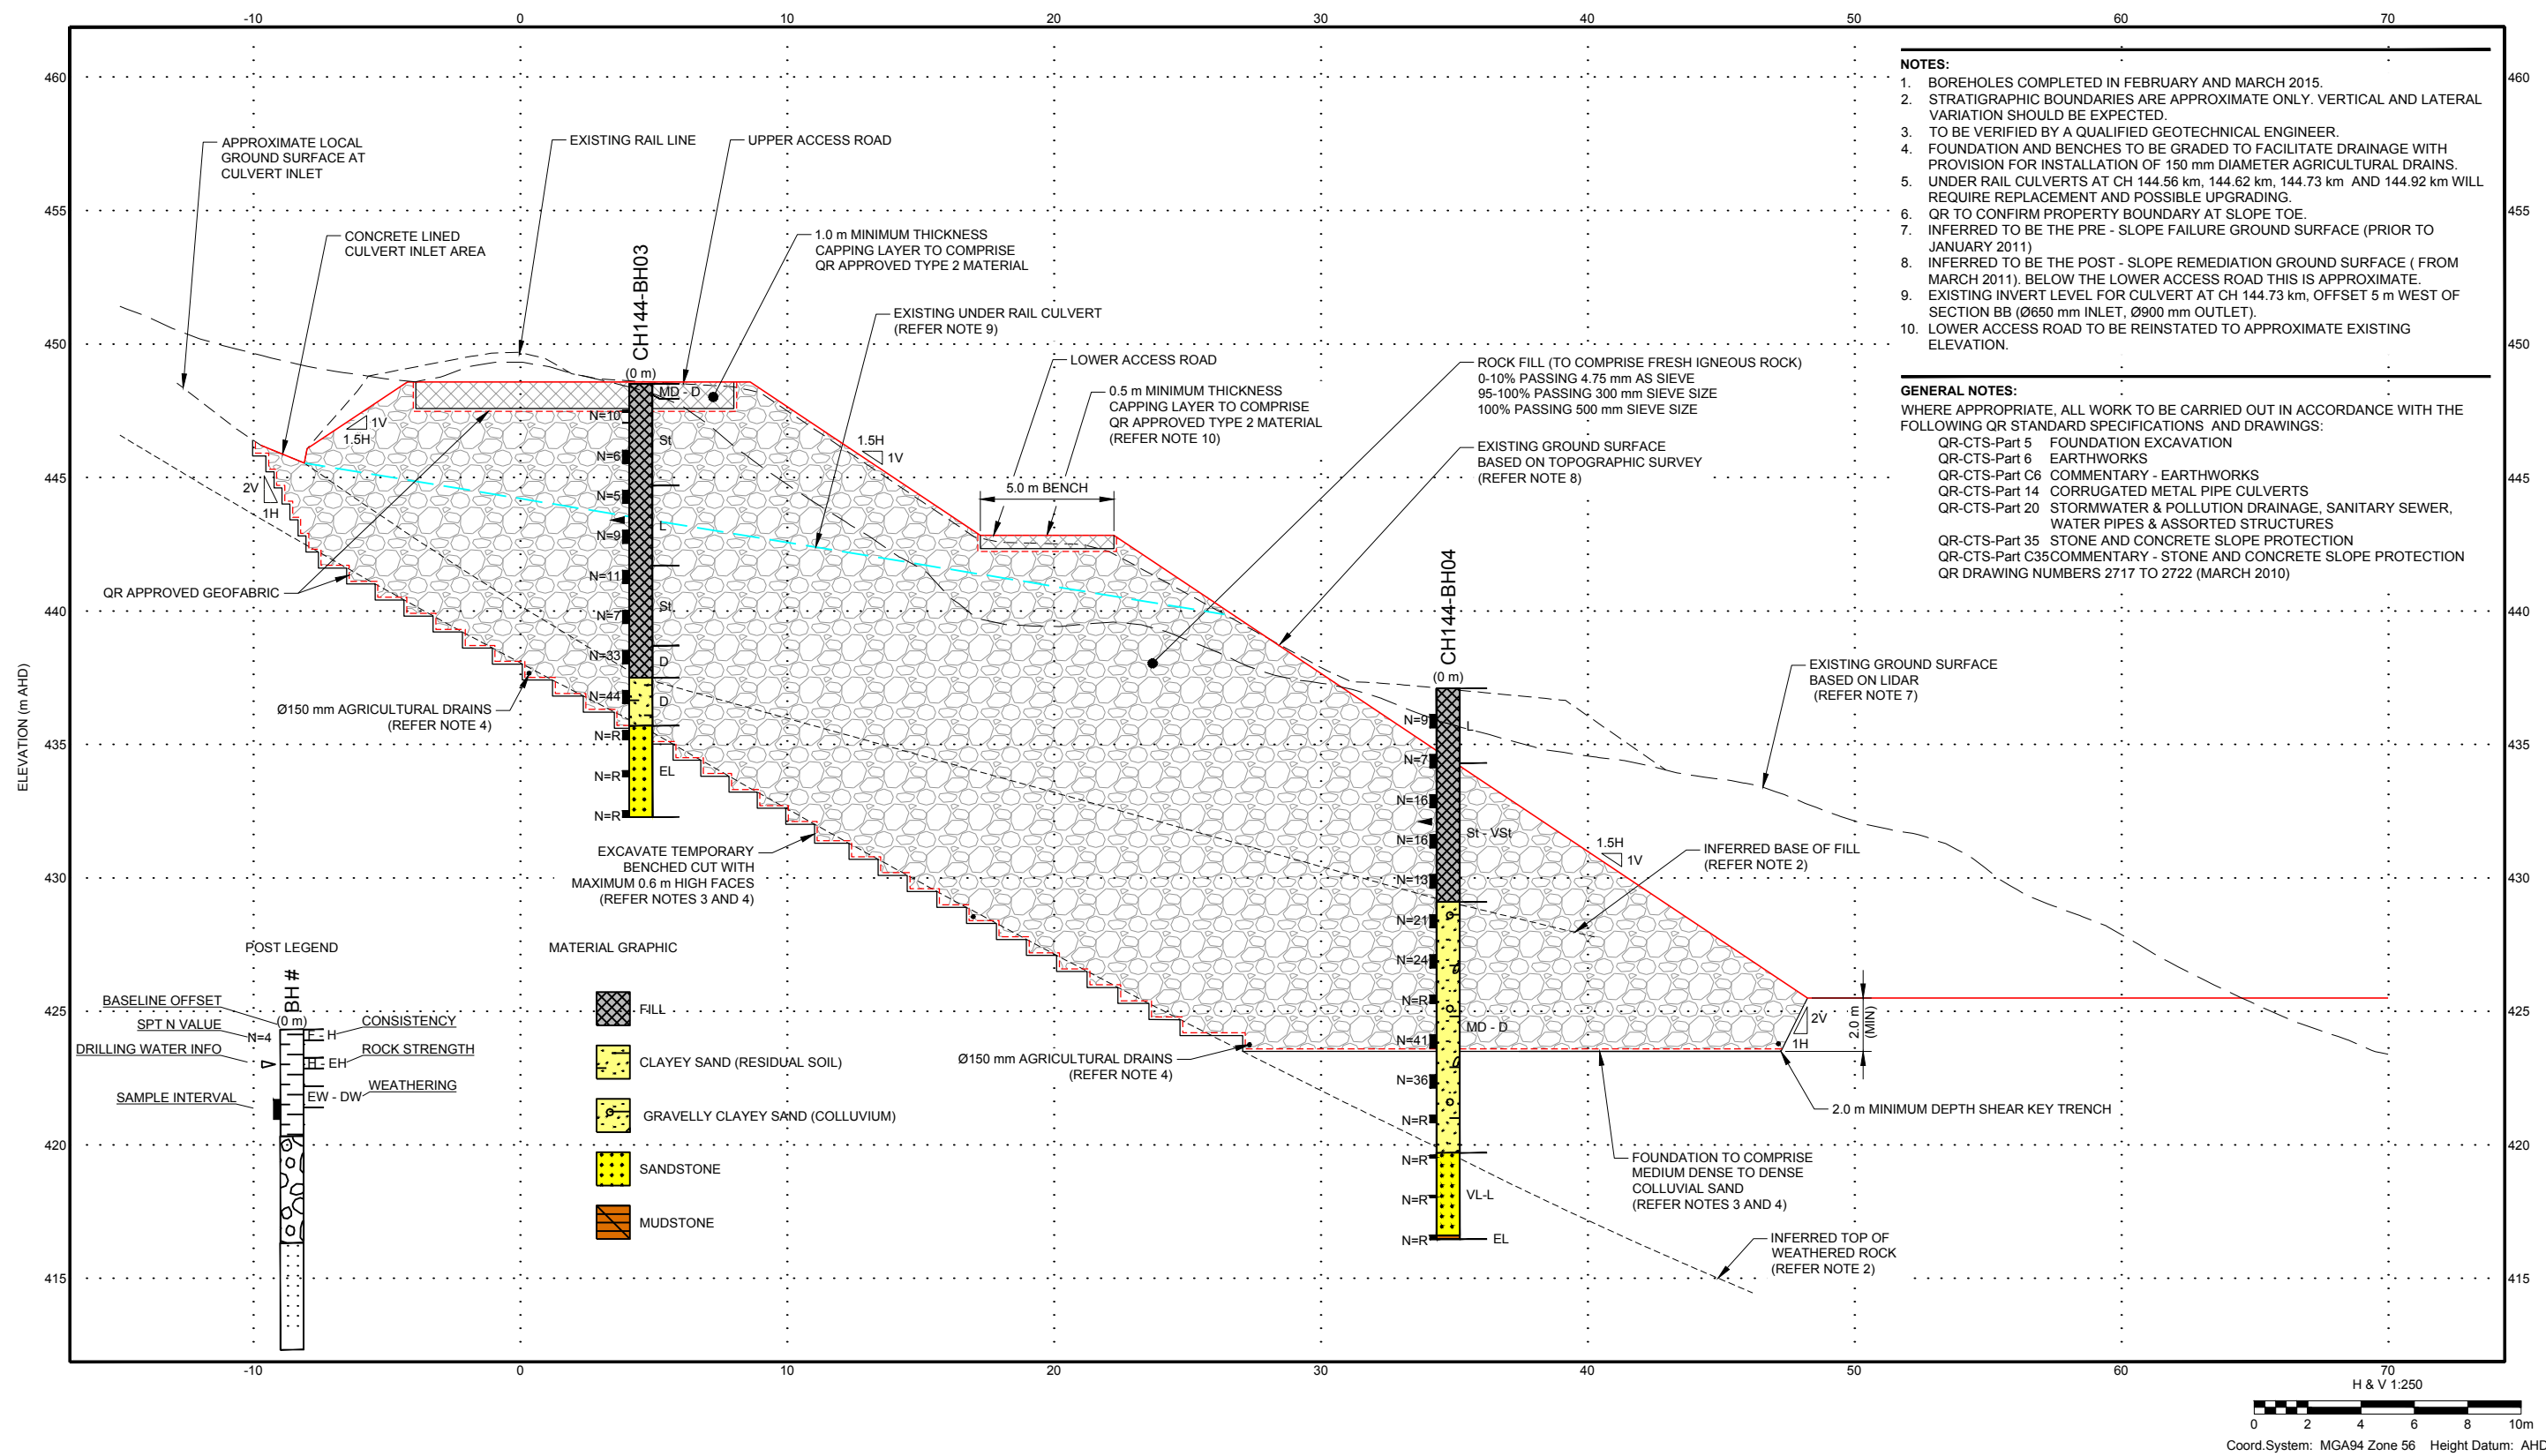 -10 0 10 20 30 40 50 60 70
460
455
450
445
440
435
430
425
420
415
ELEVATION (m AHD)
460
455
450
445
440
435
430
425
420
415
APPROXIMATE LOCAL
GROUND SURFACE AT
CULVERT INLET
EXISTING RAIL LINE
UPPER ACCESS ROAD
CONCRETE LINED
CULVERT INLET AREA
CH144-BH03
(0 m)
1.0 m MINIMUM THICKNESS
CAPPING LAYER TO COMPRISE
QR APPROVED TYPE 2 MATERIAL
EXISTING UNDER RAIL CULVERT
(REFER NOTE 9)
LOWER ACCESS ROAD
0.5 m MINIMUM THICKNESS
CAPPING LAYER TO COMPRISE
QR APPROVED TYPE 2 MATERIAL
(REFER NOTE 10)
ROCK FILL (TO COMPRISE FRESH IGNEOUS ROCK)
0-10% PASSING 4.75 mm AS SIEVE
95-100% PASSING 300 mm SIEVE SIZE
100% PASSING 500 mm SIEVE SIZE
EXISTING GROUND SURFACE
BASED ON TOPOGRAPHIC SURVEY
(REFER NOTE 8)
5.0 m BENCH
1V
1.5H
1.5H
1V
2V
1H
MD - D
N=10
St
N=6
N=5
L
N=9
N=11
St
N=7
N=33
D
N=44
D
N=R
N=R
EL
N=R
QR APPROVED GEOFABRIC
Ø150 mm AGRICULTURAL DRAINS
(REFER NOTE 4)
EXCAVATE TEMPORARY
BENCHED CUT WITH
MAXIMUM 0.6 m HIGH FACES
(REFER NOTES 3 AND 4)
CH144-BH04
(0 m)
N=9
L
N=7
N=16
St - VSt
N=16
N=13
N=21
N=24
N=R
MD - D
N=41
N=36
N=R
N=R
VL-L
N=R
N=R
EL
EXISTING GROUND SURFACE
BASED ON LIDAR
(REFER NOTE 7)
1.5H
1V
INFERRED BASE OF FILL
(REFER NOTE 2)
2V
1H
2.0 m
(MIN)
2.0 m MINIMUM DEPTH SHEAR KEY TRENCH
Ø150 mm AGRICULTURAL DRAINS
(REFER NOTE 4)
FOUNDATION TO COMPRISE
MEDIUM DENSE TO DENSE
COLLUVIAL SAND
(REFER NOTES 3 AND 4)
INFERRED TOP OF
WEATHERED ROCK
(REFER NOTE 2)
POST LEGEND
BH #
(0 m)
BASELINE OFFSET
SPT N VALUE
N=4
DRILLING WATER INFO
SAMPLE INTERVAL
F - H
CONSISTENCY
H - EH
ROCK STRENGTH
WEATHERING
EW - DW
MATERIAL GRAPHIC
FILL
CLAYEY SAND (RESIDUAL SOIL)
GRAVELLY CLAYEY SAND (COLLUVIUM)
SANDSTONE
MUDSTONE
NOTES:
1. BOREHOLES COMPLETED IN FEBRUARY AND MARCH 2015.
2. STRATIGRAPHIC BOUNDARIES ARE APPROXIMATE ONLY. VERTICAL AND LATERAL
VARIATION SHOULD BE EXPECTED.
3. TO BE VERIFIED BY A QUALIFIED GEOTECHNICAL ENGINEER.
4. FOUNDATION AND BENCHES TO BE GRADED TO FACILITATE DRAINAGE WITH
PROVISION FOR INSTALLATION OF 150 mm DIAMETER AGRICULTURAL DRAINS.
5. UNDER RAIL CULVERTS AT CH 144.56 km, 144.62 km, 144.73 km AND 144.92 km WILL
REQUIRE REPLACEMENT AND POSSIBLE UPGRADING.
6. QR TO CONFIRM PROPERTY BOUNDARY AT SLOPE TOE.
7. INFERRED TO BE THE PRE - SLOPE FAILURE GROUND SURFACE (PRIOR TO
JANUARY 2011)
8. INFERRED TO BE THE POST - SLOPE REMEDIATION GROUND SURFACE ( FROM
MARCH 2011). BELOW THE LOWER ACCESS ROAD THIS IS APPROXIMATE.
9. EXISTING INVERT LEVEL FOR CULVERT AT CH 144.73 km, OFFSET 5 m WEST OF
SECTION BB (Ø650 mm INLET, Ø900 mm OUTLET).
10. LOWER ACCESS ROAD TO BE REINSTATED TO APPROXIMATE EXISTING
ELEVATION.
GENERAL NOTES:
WHERE APPROPRIATE, ALL WORK TO BE CARRIED OUT IN ACCORDANCE WITH THE
FOLLOWING QR STANDARD SPECIFICATIONS AND DRAWINGS:
QR-CTS-Part 5 FOUNDATION EXCAVATION
QR-CTS-Part 6 EARTHWORKS
QR-CTS-Part C6 COMMENTARY - EARTHWORKS
QR-CTS-Part 14 CORRUGATED METAL PIPE CULVERTS
QR-CTS-Part 20 STORMWATER & POLLUTION DRAINAGE, SANITARY SEWER,
WATER PIPES & ASSORTED STRUCTURES
QR-CTS-Part 35 STONE AND CONCRETE SLOPE PROTECTION
QR-CTS-Part C35COMMENTARY - STONE AND CONCRETE SLOPE PROTECTION
QR DRAWING NUMBERS 2717 TO 2722 (MARCH 2010)
-10 0 10 20 30 40 50 60 70
H & V 1:250
0 2 4 6 8 10m
Coord.System: MGA94 Zone 56 Height Datum: AHD